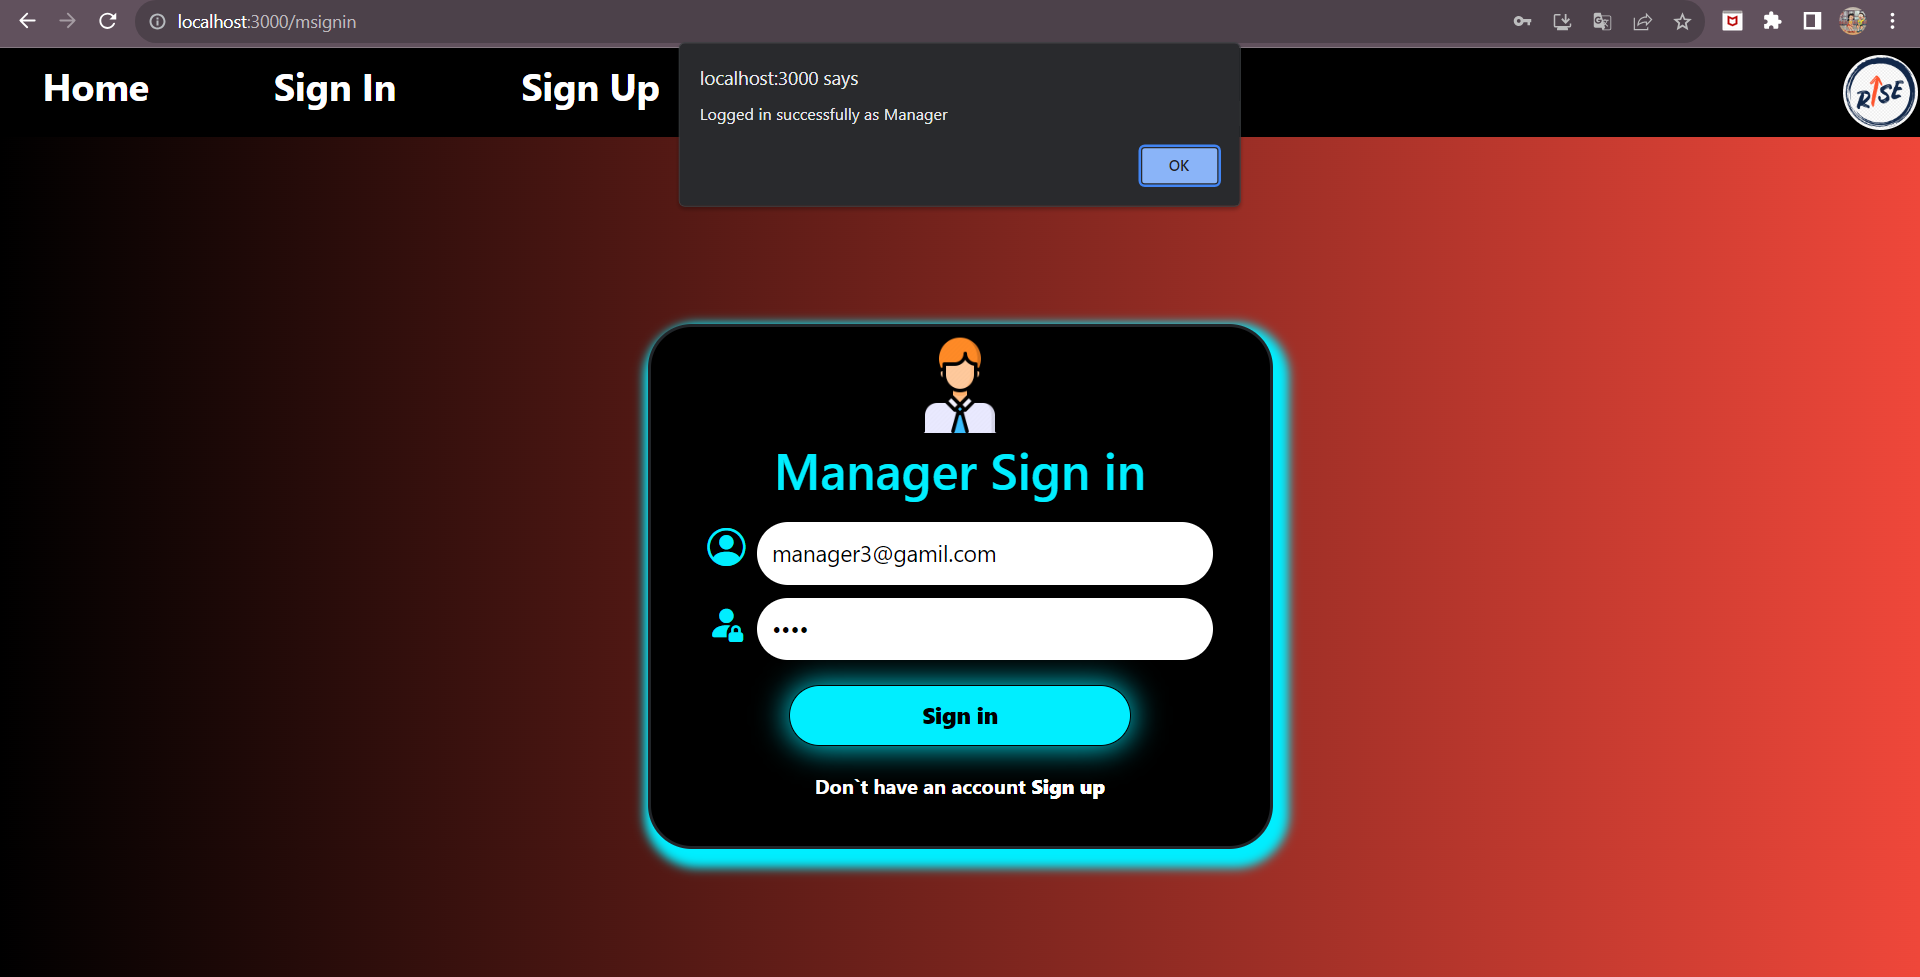 localhost:3000/msignin
Home Sign In Sign Up
localhost:3000 says
Logged in successfully as Manager
OK
RISE
Manager Sign in
manager3@gamil.com
••••
Sign in
Don`t have an account Sign up